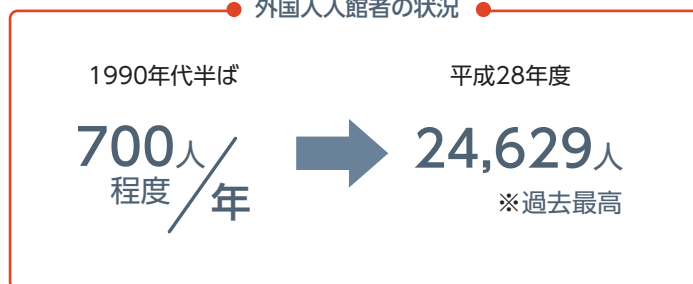 外国人入館者の状況
1990年代半ば
700人
程度/年
平成28年度
24,629人
※過去最高